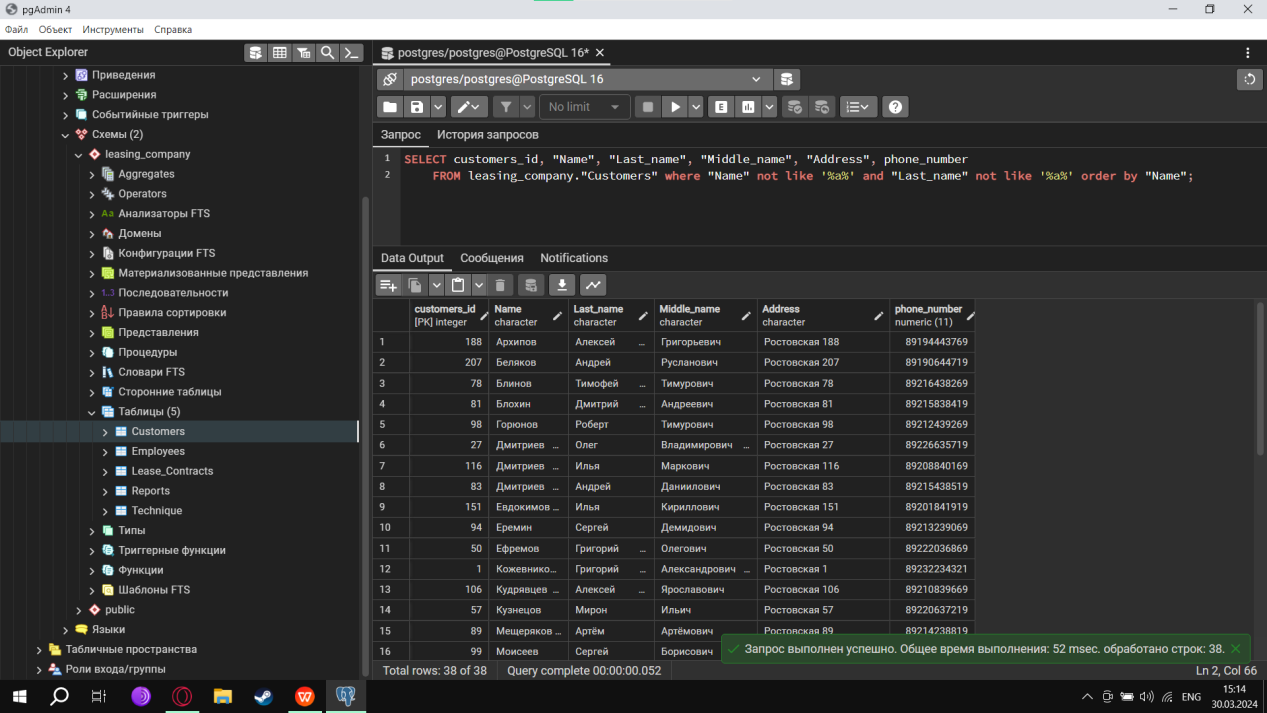 pgAdmin 4
Файл Объект Инструменты Справка
Object Explorer
postgres/postgres@PostgreSQL 16*
Приведения
Расширения
Событийные триггеры
Схемы (2)
leasing_company
Aggregates
Operators
Анализаторы FTS
Домены
Конфигурации FTS
Материализованные представления
1..3 Последовательности
Правила сортировки
Представления
Процедуры
Словари FTS
Сторонние таблицы
Таблицы (5)
Customers
Employees
Lease_Contracts
Reports
Technique
Типы
Триггерные функции
Функции
Шаблоны FTS
public
Языки
Табличные пространства
Роли входа/группы
postgres/postgres@PostgreSQL 16
No limit
E
Запрос История запросов
1 SELECT customers_id, "Name", "Last_name", "Middle_name", "Address", phone_number
2 FROM leasing_company."Customers" where "Name" not like '%a%' and "Last_name" not like '%a%' order by "Name";
Data Output Сообщения Notifications
customers_id Name Last_name Middle_name Address phone_number
[PK] integer character character character character numeric (11)
1 188 Архипов Алексей ... Григорьевич Ростовская 188 89194443769
2 207 Беляков Андрей Русланович Ростовская 207 89190644719
3 78 Блинов Тимофей ... Тимурович Ростовская 78 89216438269
4 81 Блохин Дмитрий ... Андреевич Ростовская 81 89215838419
5 98 Горюнов Роберт Тимурович Ростовская 98 89212439269
6 27 Дмитриев ... Олег Владимирович ... Ростовская 27 89226635719
7 116 Дмитриев ... Илья Маркович Ростовская 116 89208840169
8 83 Дмитриев ... Андрей Даниилович Ростовская 83 89215438519
9 151 Евдокимов ... Илья Кириллович Ростовская 151 89201841919
10 94 Еремин Сергей Демидович Ростовская 94 89213239069
11 50 Ефремов Григорий ... Олегович Ростовская 50 89222036869
12 1 Кожевнико... Григорий ... Александрович ... Ростовская 1 89232234321
13 106 Кудрявцев ... Алексей ... Ярославович Ростовская 106 89210839669
14 57 Кузнецов Мирон Ильич Ростовская 57 89220637219
15 89 Мещеряков ... Артём Артёмович Ростовская 89 89214238819
16 99 Моисеев Сергей Борисович
Запрос выполнен успешно. Общее время выполнения: 52 msec. обработано строк: 38.
Total rows: 38 of 38 Query complete 00:00:00.052 Ln 2, Col 66
ENG
15:14
30.03.2024